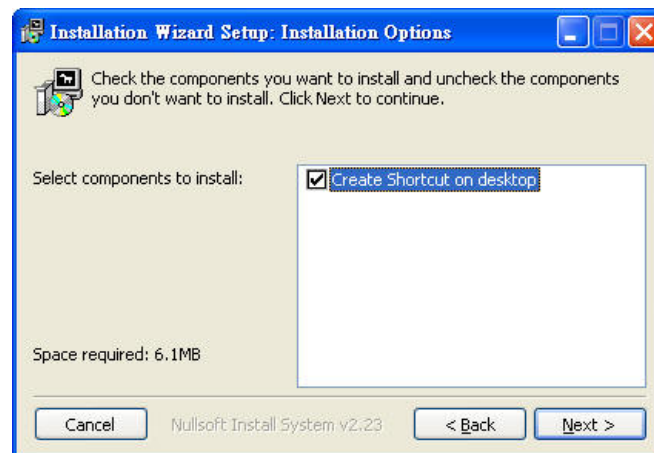 Installation Wizard Setup: Installation Options
Check the components you want to install and uncheck the components
you don't want to install. Click Next to continue.
Select components to install:
Create Shortcut on desktop
Space required: 6.1MB
Cancel
Nullsoft Install System v2.23
< Back
Next >